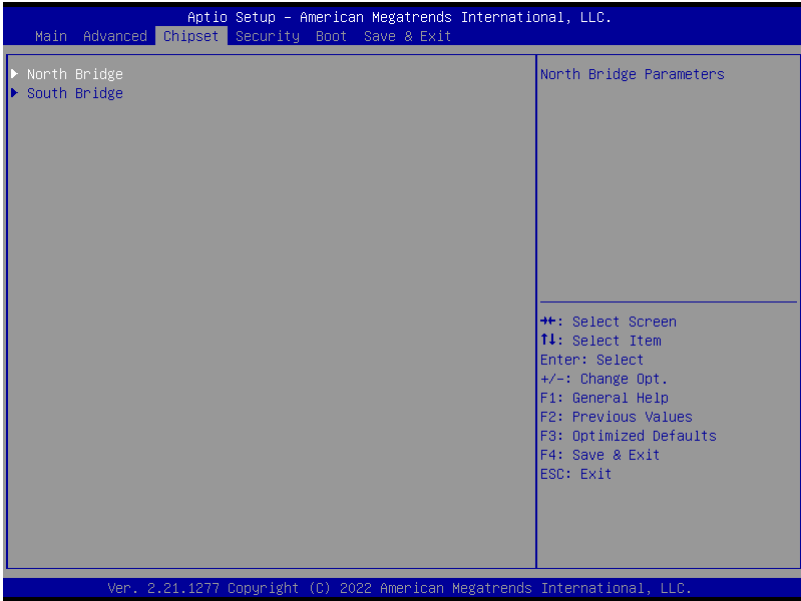 Aptio Setup – American Megatrends International, LLC.
Main Advanced Chipset Security Boot Save & Exit
▶ North Bridge
▶ South Bridge
North Bridge Parameters
→←: Select Screen
↑↓: Select Item
Enter: Select
+/-: Change Opt.
F1: General Help
F2: Previous Values
F3: Optimized Defaults
F4: Save & Exit
ESC: Exit
Ver. 2.21.1277 Copyright (C) 2022 American Megatrends International, LLC.